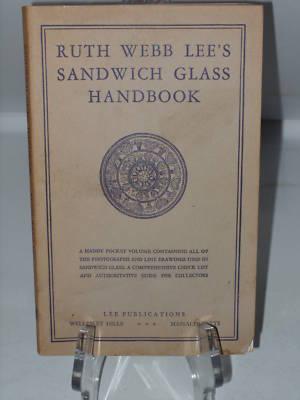 RUTH WEBB LEE'S
SANDWICH GLASS
HANDBOOK
A HANDY POCKET VOLUME CONTAINING ALL OF
THE PHOTOGRAPHS AND LINE DRAWINGS USED IN
SANDWICH GLASS. A COMPREHENSIVE CHECK LIST
AND AUTHORITATIVE GUIDE FOR COLLECTORS
LEE PUBLICATIONS
WELLESLEY HILLS * * * MASSACHUSETTS